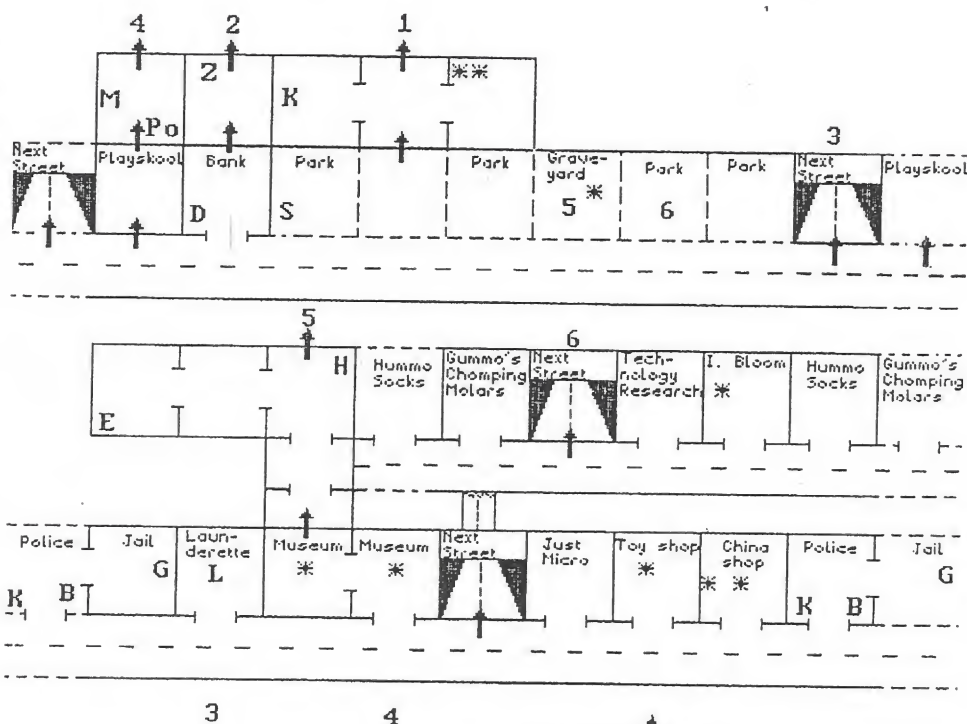 4 2 1
Z **
M K
Po
Next Street
Playskool
Bank
Park
Park
Grave-
yard
*
Park
Park
3
Next Street
Playskool
D
S
5
6
5
6
H
Hummo
Socks
Gummo's
Chomping
Molars
Next
Street
Tech-
nology
Research
I. Bloom
*
Hummo
Socks
Gummo's
Chomping
Molars
E
Police
Jail
Laun-
derette
Museum
*
Museum
*
Next
Street
Just
Micro
Toy shop
*
China
shop
* *
Police
Jail
K
B
G
L
K
B
G
3 4